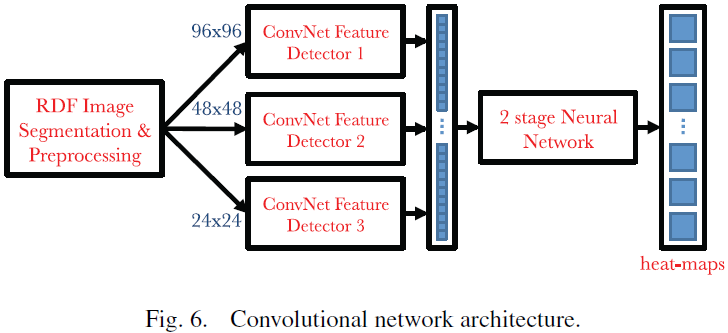 RDF Image
Segmentation &
Preprocessing
96x96
48x48
24x24
ConvNet Feature
Detector 1
ConvNet Feature
Detector 2
ConvNet Feature
Detector 3
2 stage Neural
Network
heat-maps
Fig. 6. Convolutional network architecture.